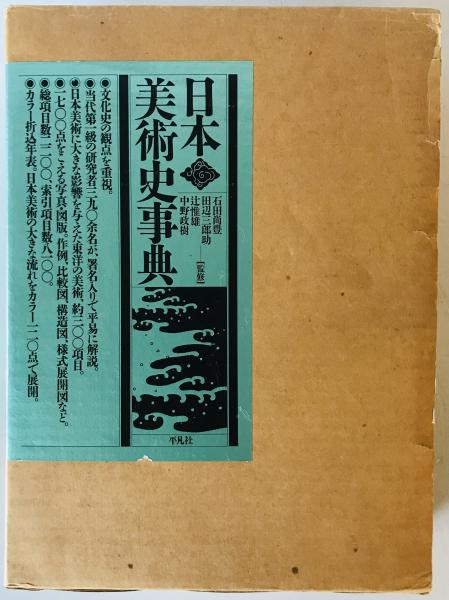 日本
美術史事典
石田尚豊
田辺三郎助
辻惟雄
中野政樹
[監修]
●文化史の観点を重視。
●当代第一級の研究者三九〇余名が、署名入りで平易に解説。
●日本美術に大きな影響を与えた東洋の美術、約三〇〇項目。
●一七〇〇点をこえる写真・図版。作例、比較図、構造図、様式展開図など。
●総項目数二二〇〇、索引項目数八一〇〇。
●カラー折込年表。日本美術の大きな流れをカラー一二〇点で展開。
平凡社